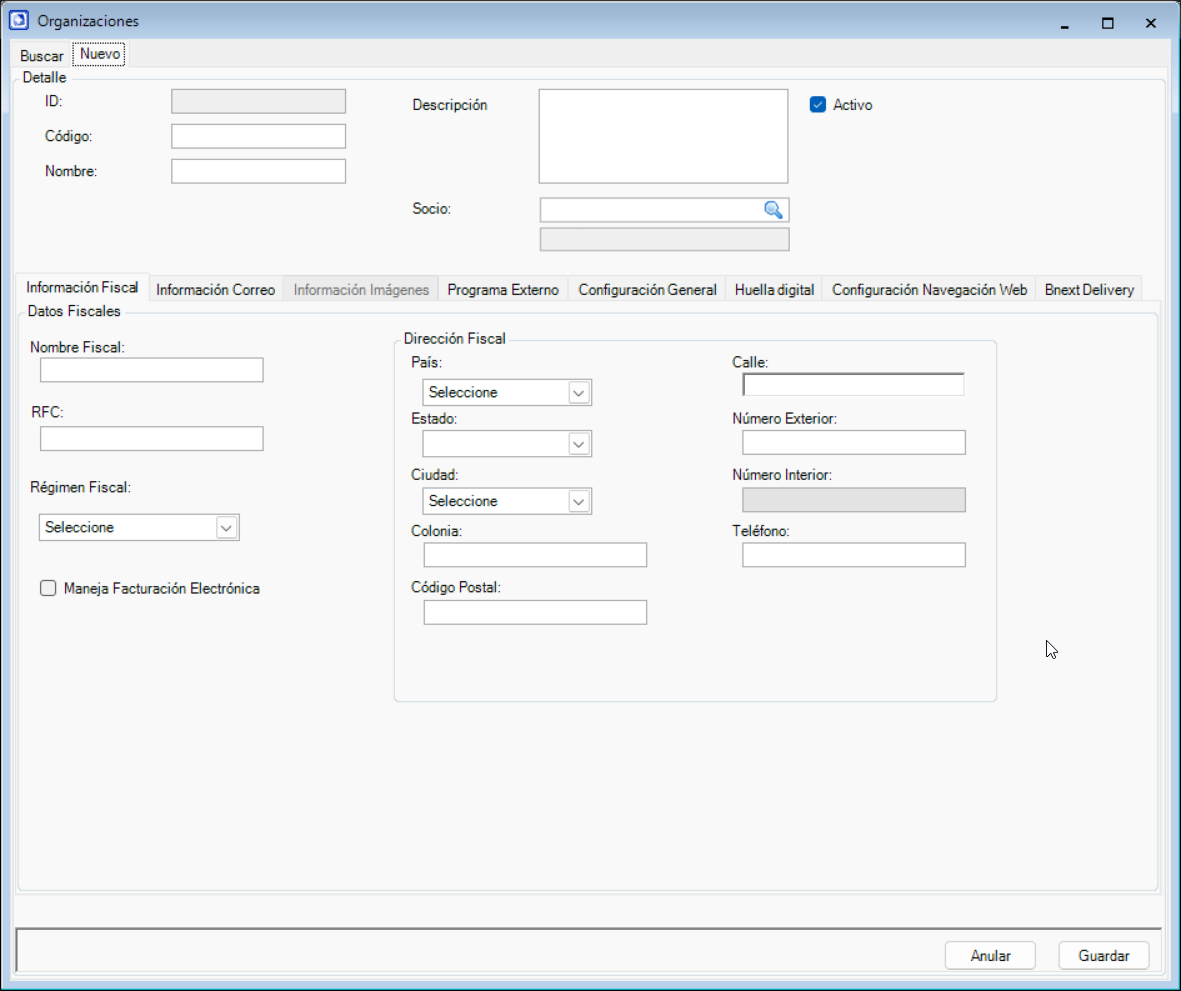 Organizaciones
Buscar Nuevo
Detalle
ID:
Código:
Nombre:
Descripción
Activo
Socio:
Información Fiscal Información Correo Información Imágenes Programa Externo Configuración General Huella digital Configuración Navegación Web Bnext Delivery
Datos Fiscales
Nombre Fiscal:
RFC:
Régimen Fiscal:
Seleccione
Maneja Facturación Electrónica
Dirección Fiscal
País:
Seleccione
Estado:
Ciudad:
Seleccione
Colonia:
Código Postal:
Calle:
Número Exterior:
Número Interior:
Teléfono:
Anular Guardar